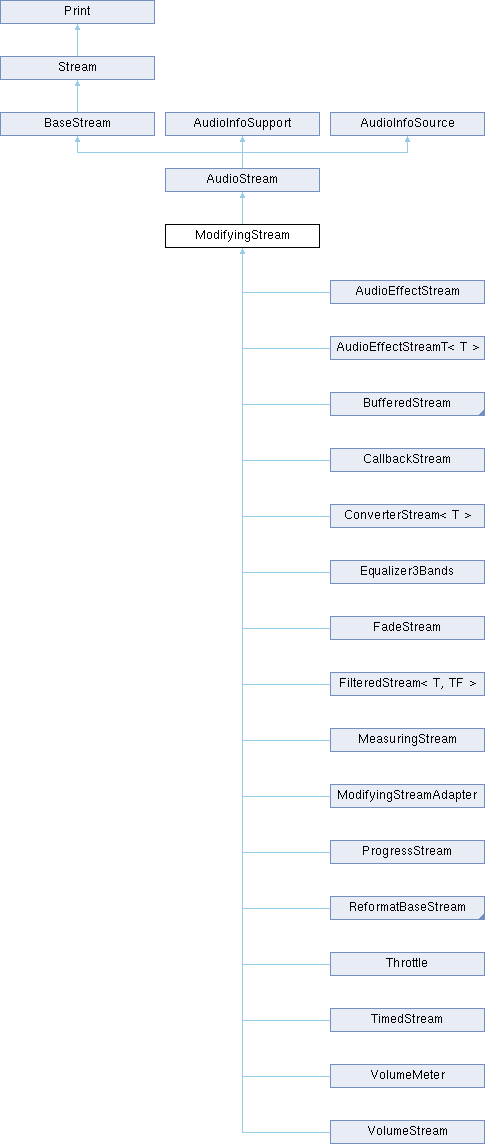 Print
Stream
BaseStream
AudioInfoSupport
AudioInfoSource
AudioStream
ModifyingStream
AudioEffectStream
AudioEffectStreamT< T >
BufferedStream
CallbackStream
ConverterStream< T >
Equalizer3Bands
FadeStream
FilteredStream< T, TF >
MeasuringStream
ModifyingStreamAdapter
ProgressStream
ReformatBaseStream
Throttle
TimedStream
VolumeMeter
VolumeStream